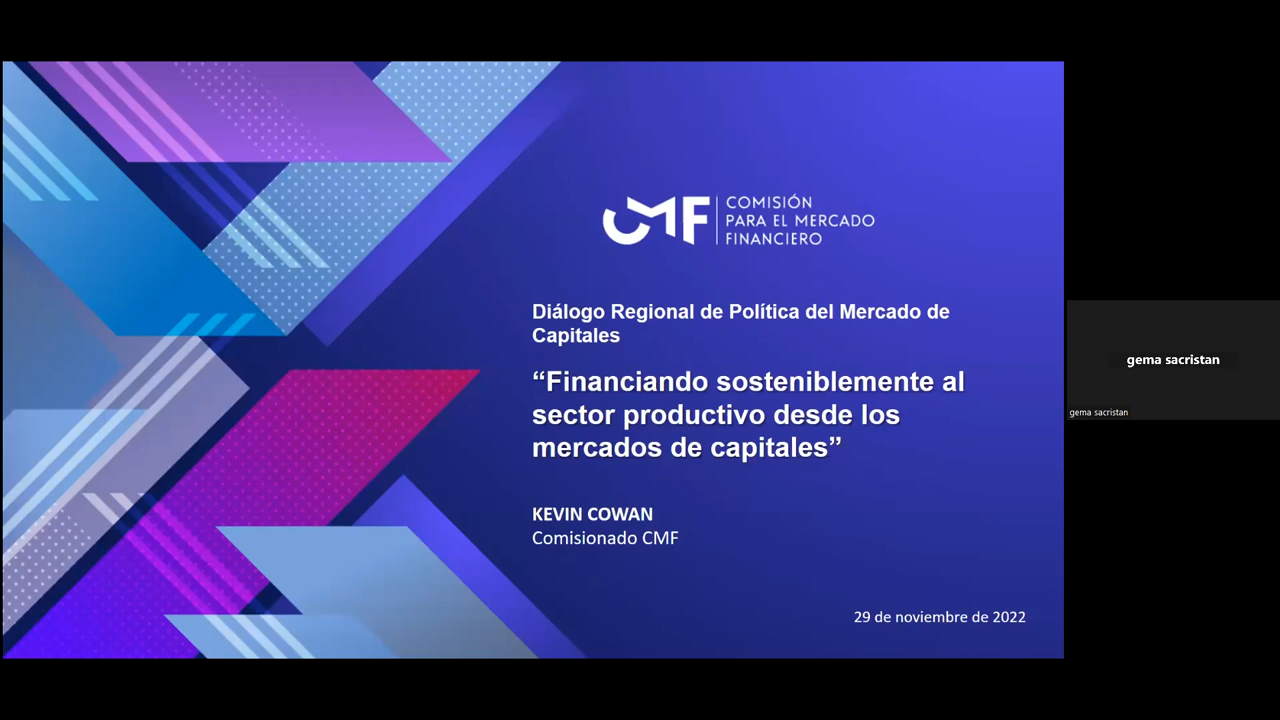 CMF
COMISIÓN
PARA EL MERCADO
FINANCIERO
Diálogo Regional de Política del Mercado de
Capitales
“Financiando sosteniblemente al
sector productivo desde los
mercados de capitales”
KEVIN COWAN
Comisionado CMF
29 de noviembre de 2022
gema sacristan
gema sacristan